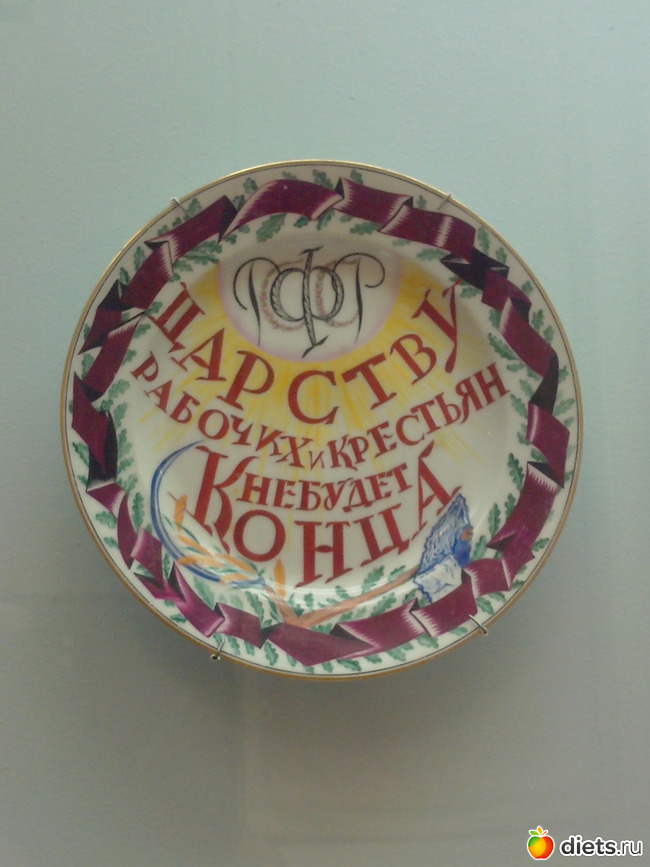 РСФСР
ЦАРСТВУ
РАБОЧИХ И КРЕСТЬЯН
НЕ БУДЕТ
КОНЦА
diets.ru